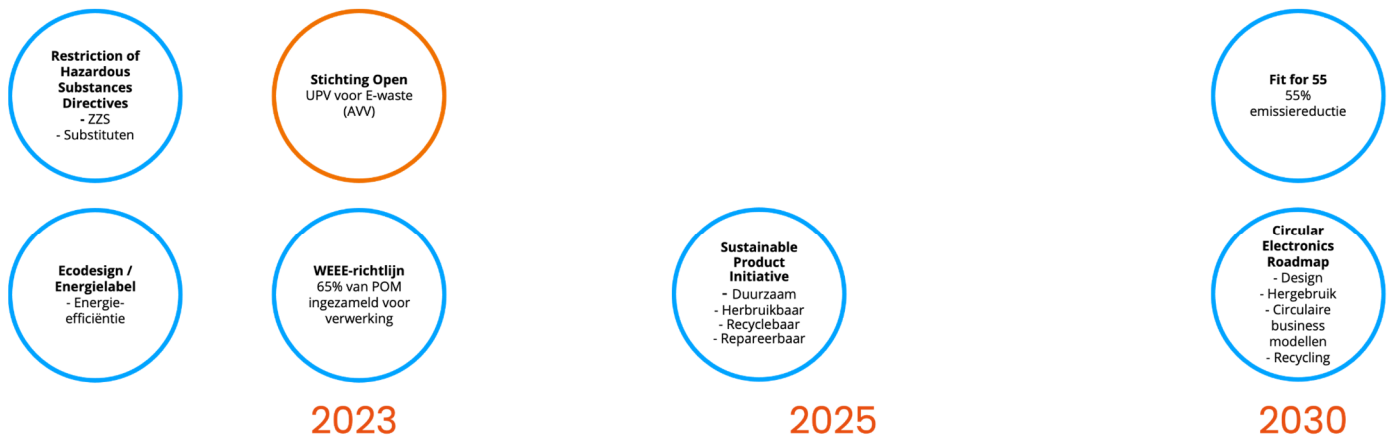 Restriction of
Hazardous
Substances
Directives
- ZZS
- Substituten
Stichting Open
UPV voor E-waste
(AVV)
Fit for 55
55%
emissiereductie
Ecodesign /
Energielabel
- Energie-
efficiëntie
WEEE-richtlijn
65% van POM
ingezameld voor
verwerking
Sustainable
Product
Initiative
- Duurzaam
- Herbruikbaar
- Recyclebaar
- Repareerbaar
Circular
Electronics
Roadmap
- Design
- Hergebruik
- Circulaire
business
modellen
- Recycling
2023
2025
2030